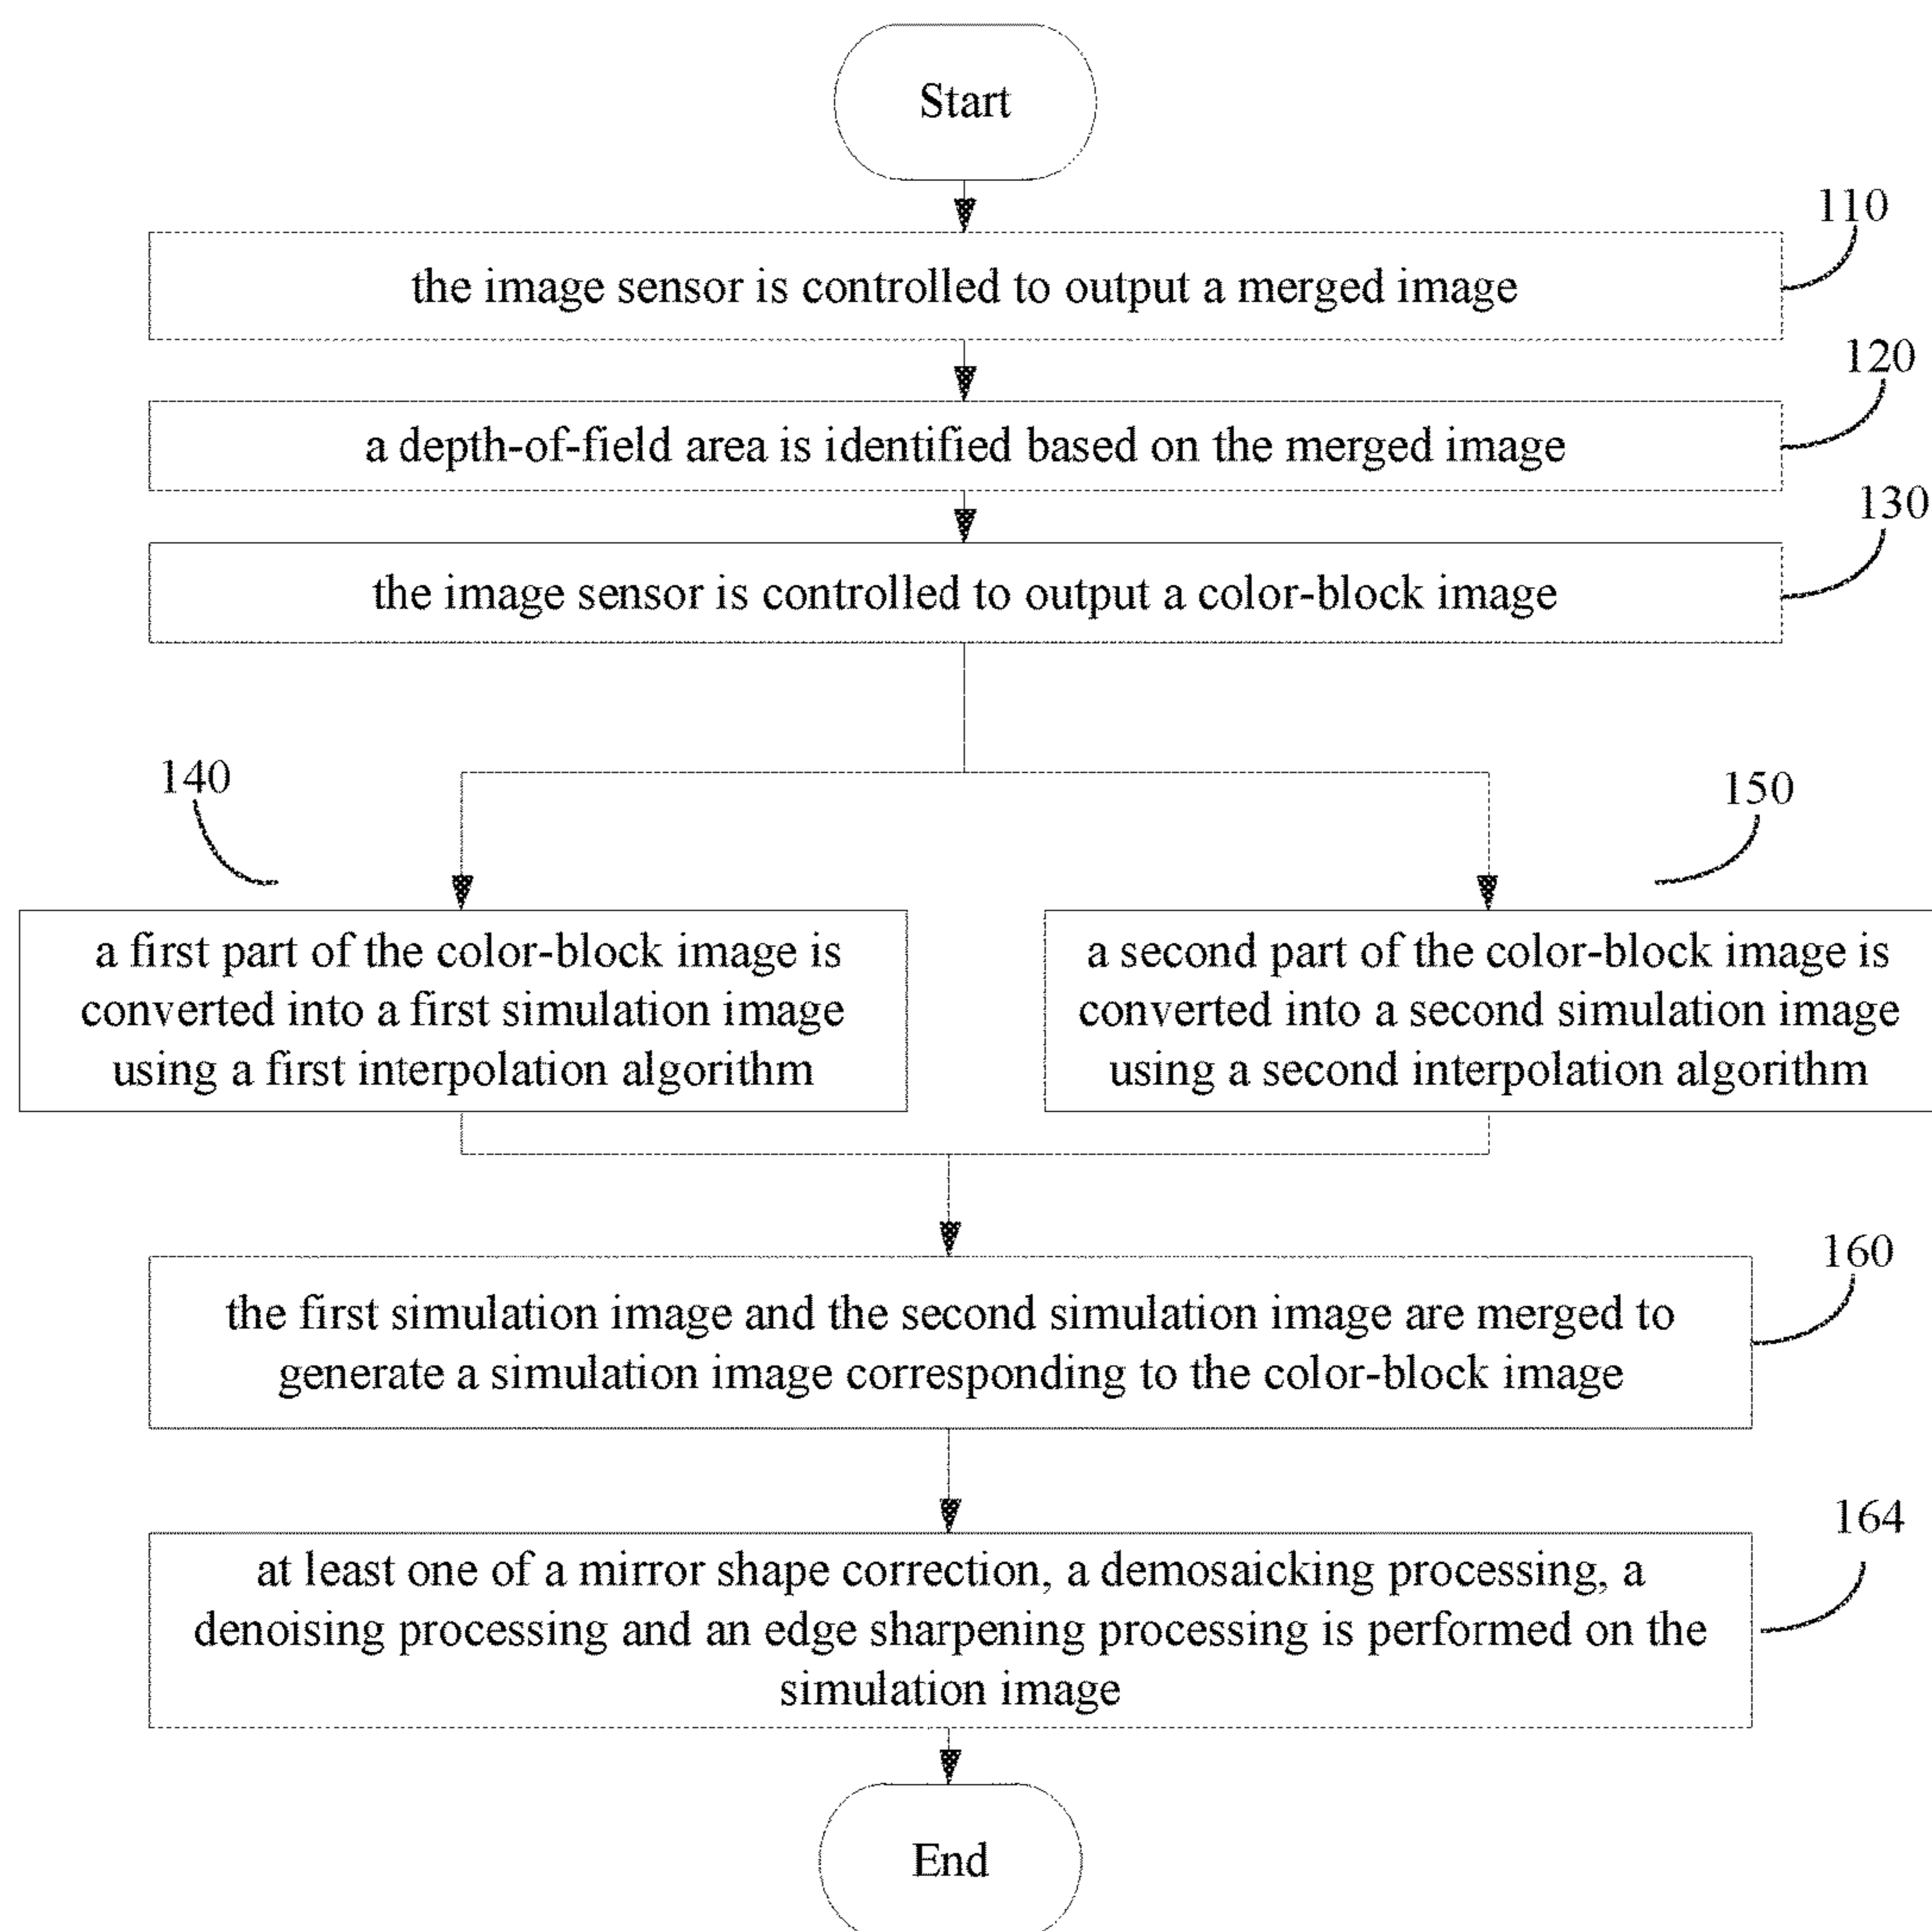 Start
110
the image sensor is controlled to output a merged image
120
a depth-of-field area is identified based on the merged image
130
the image sensor is controlled to output a color-block image
140
150
a first part of the color-block image is
converted into a first simulation image
using a first interpolation algorithm
a second part of the color-block image is
converted into a second simulation image
using a second interpolation algorithm
160
the first simulation image and the second simulation image are merged to
generate a simulation image corresponding to the color-block image
164
at least one of a mirror shape correction, a demosaicking processing, a
denoising processing and an edge sharpening processing is performed on the
simulation image
End